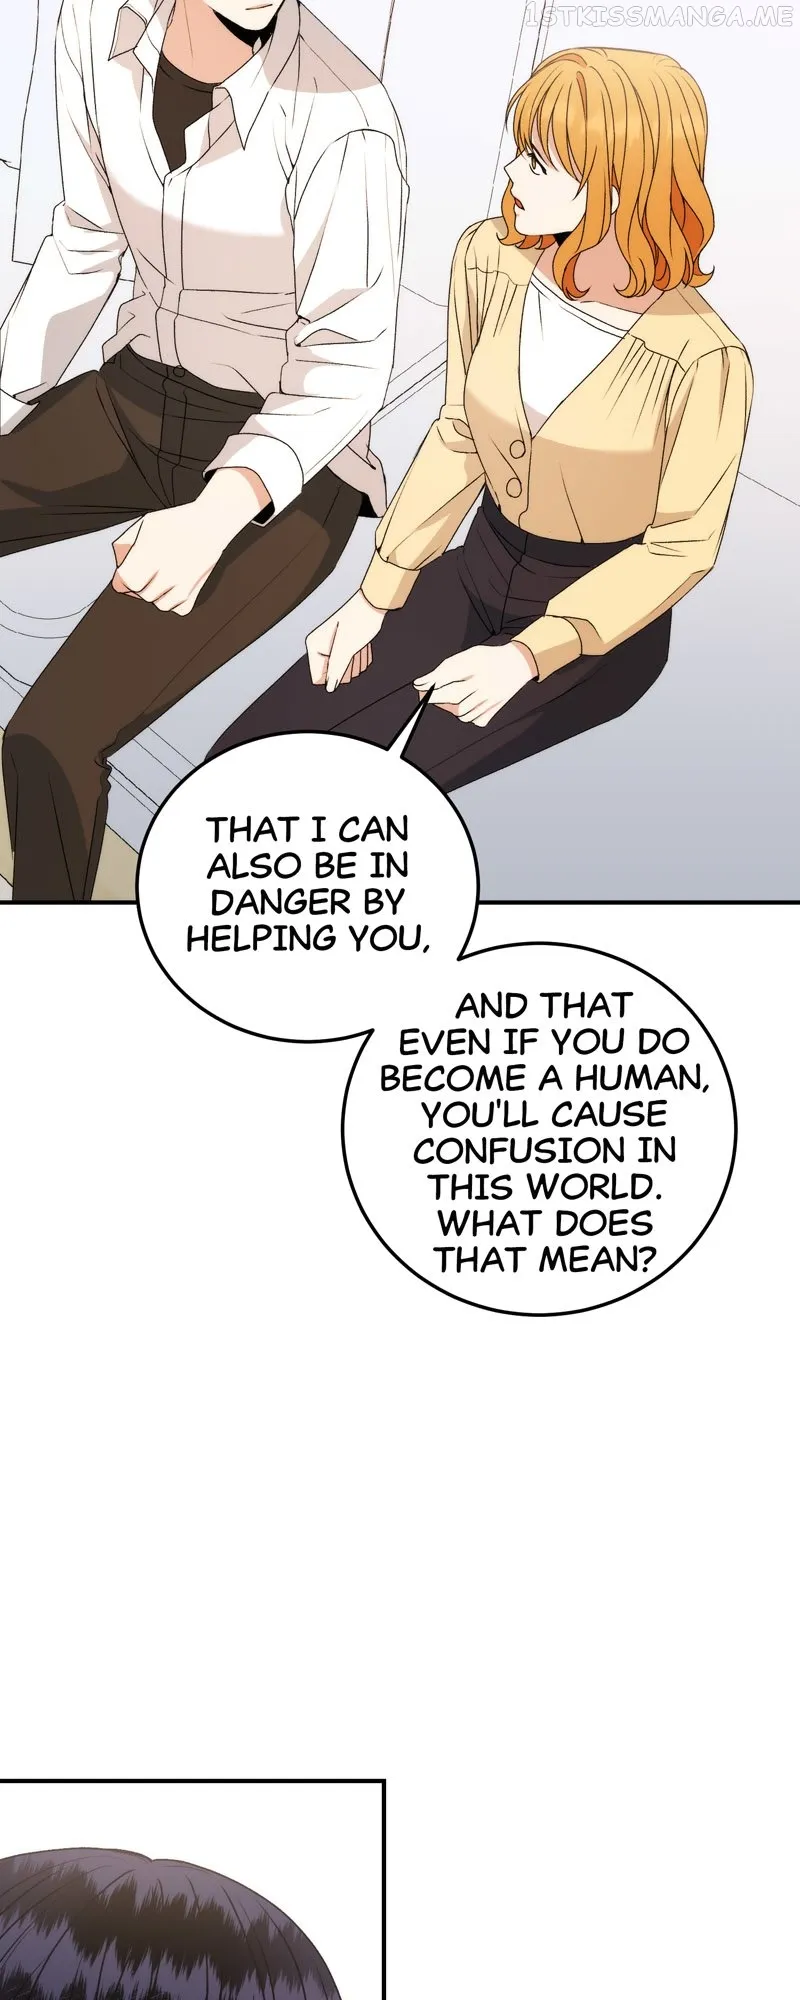 1STKISSMANGA.ME
THAT I CAN
ALSO BE IN
DANGER BY
HELPING YOU,
AND THAT
EVEN IF YOU DO
BECOME A HUMAN,
YOU'LL CAUSE
CONFUSION IN
THIS WORLD.
WHAT DOES
THAT MEAN?